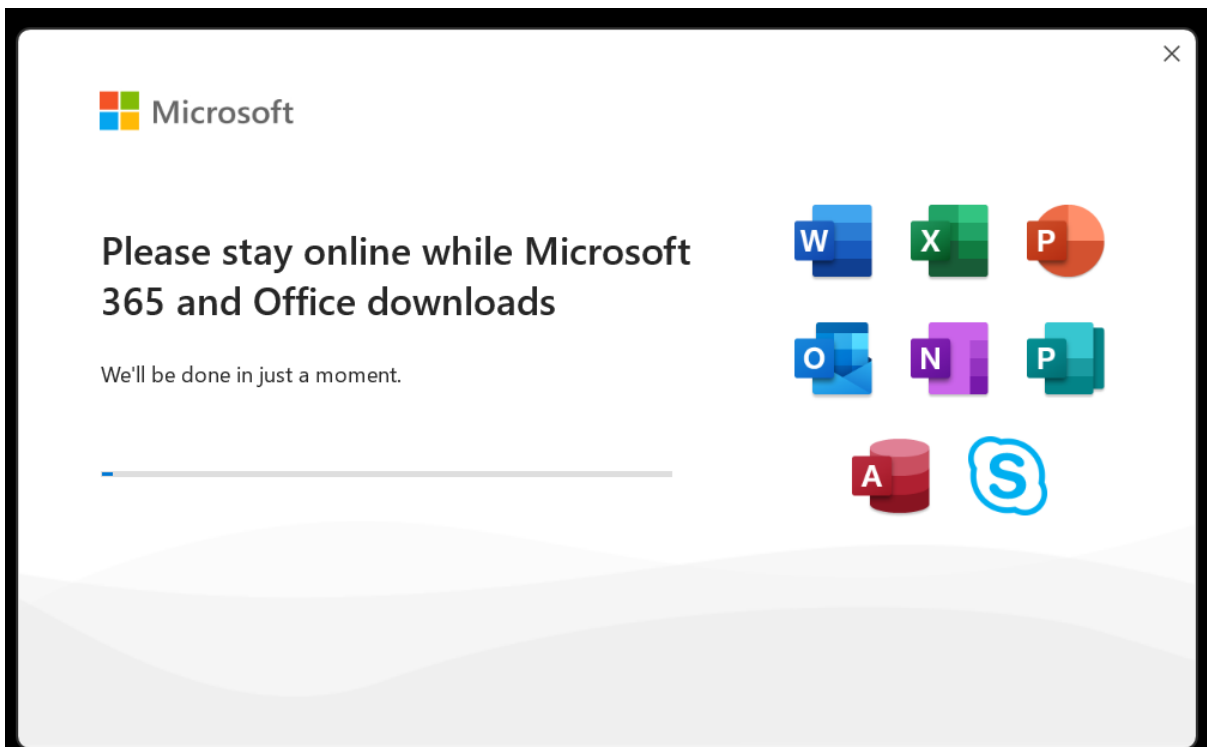 Microsoft
Please stay online while Microsoft
365 and Office downloads
We'll be done in just a moment.
W X P
O N P
A S